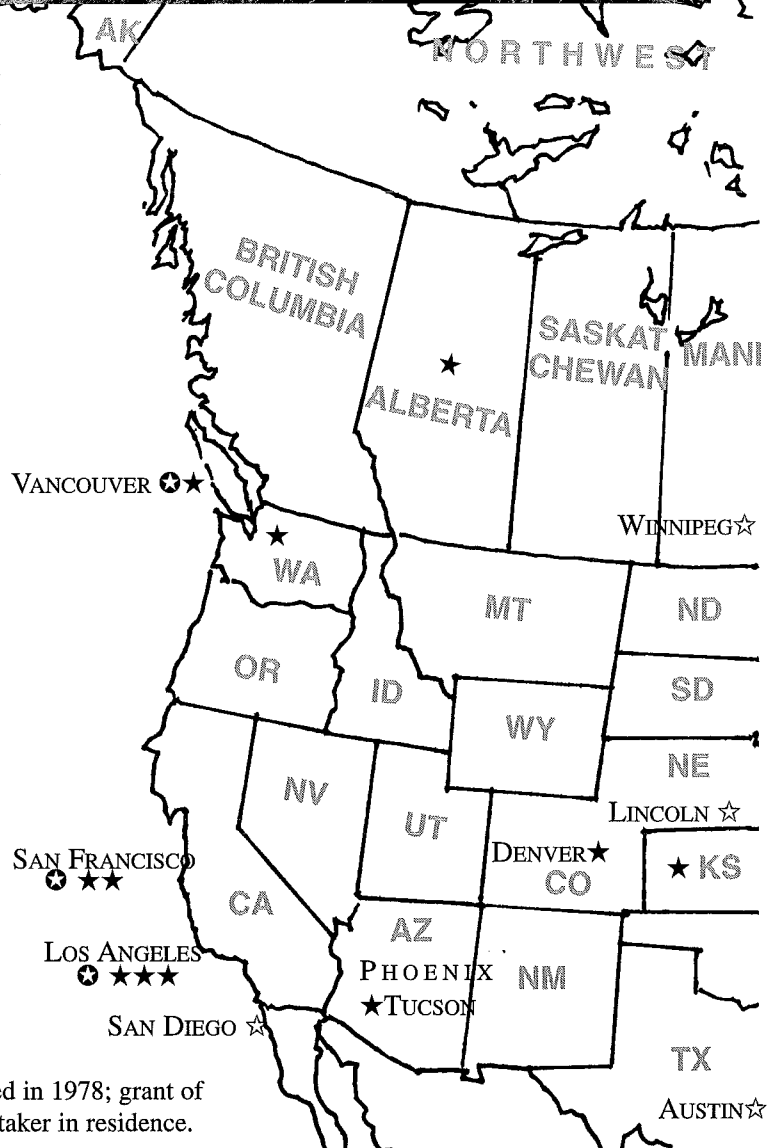 AK
NORTHWEST
BRITISH
COLUMBIA
SASKAT
CHEWAN
MANI
ALBERTA
VANCOUVER ✪★
WINNIPEG☆
WA
MT
ND
OR
ID
SD
WY
NE
NV
UT
LINCOLN ☆
DENVER★
SAN FRANCISCO
✪ ★★
★ KS
CO
CA
AZ
LOS ANGELES
✪ ★★★
PHOENIX
NM
★TUCSON
SAN DIEGO ☆
TX
ed in 1978; grant of
AUSTIN☆
taker in residence.